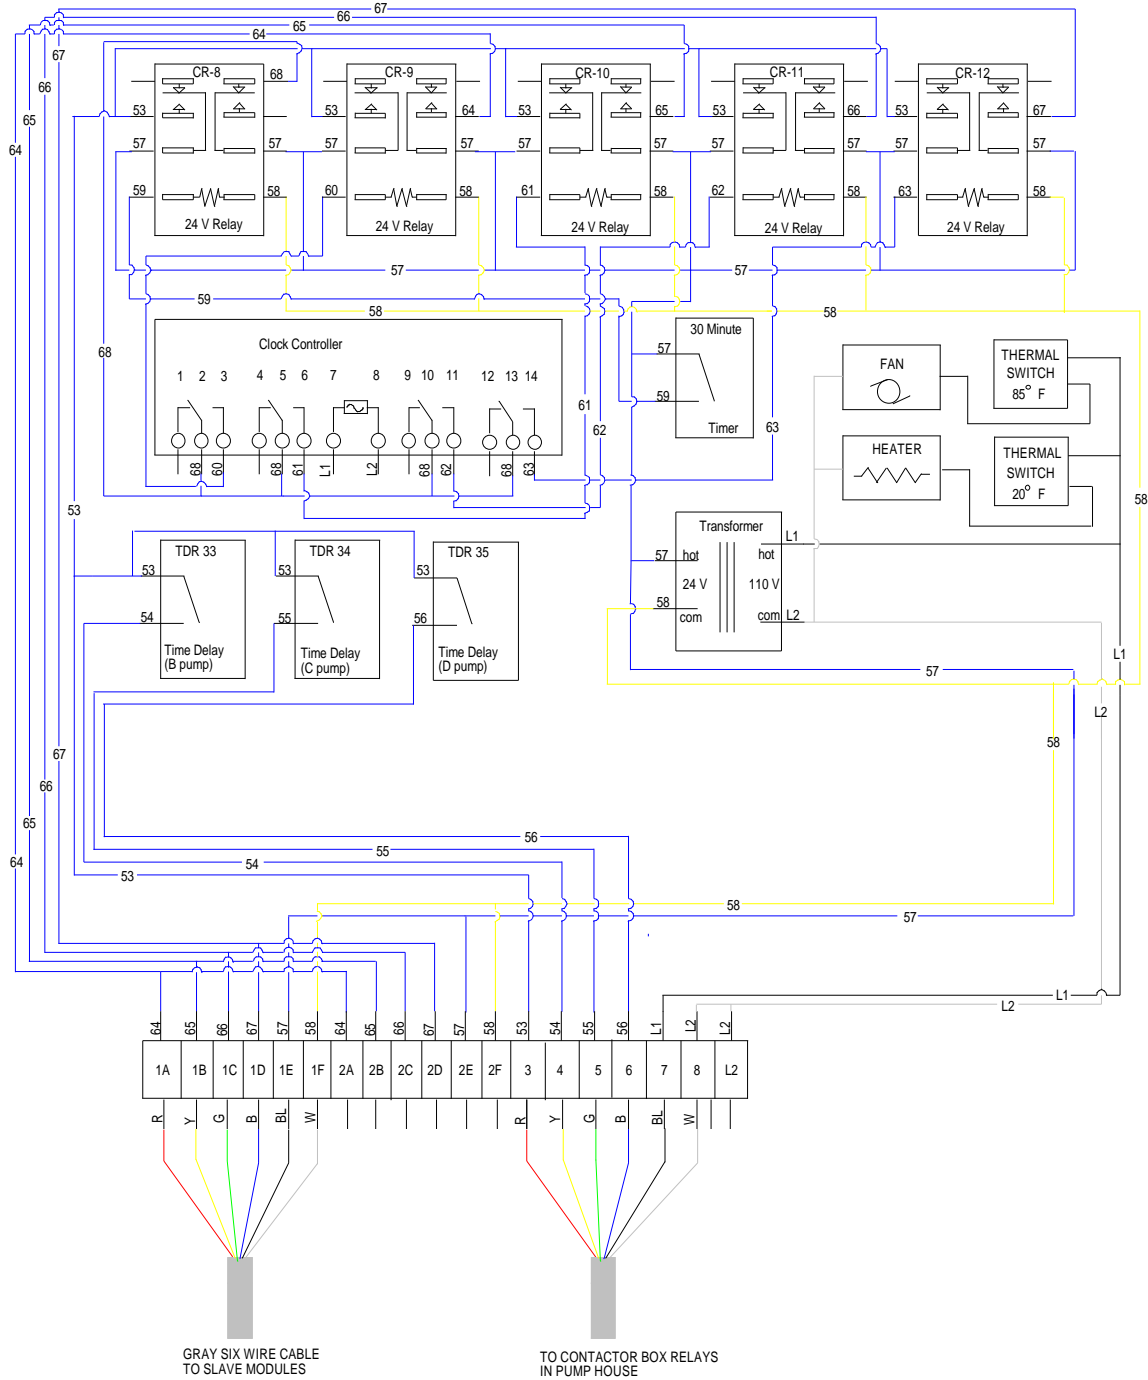 67
66
65
64
67
66
65
64
CR-8
68
CR-9
CR-10
CR-11
CR-12
53
53
64
53
65
53
66
53
67
57
57
57
57
57
57
57
57
57
59
58
60
58
61
58
62
58
63
58
24 V Relay
24 V Relay
24 V Relay
24 V Relay
24 V Relay
57
57
59
58
58
68
Clock Controller
1 2 3 4 5 6 7 8 9 10 11 12 13 14
68
60
68
61
L1
L2
68
62
68
63
61
62
63
30 Minute
57
59
Timer
FAN
THERMAL
SWITCH
85° F
HEATER
THERMAL
SWITCH
20° F
58
53
TDR 33
53
54
Time Delay
(B pump)
TDR 34
53
55
Time Delay
(C pump)
TDR 35
53
56
Time Delay
(D pump)
Transformer
57
hot
hot
L1
24 V
110 V
58
com
com
L2
L1
57
L2
58
67
66
65
64
56
55
54
53
58
57
L1
L2
64
65
66
67
57
58
64
65
66
67
57
58
53
54
55
56
L1
L2
L2
1A
1B
1C
1D
1E
1F
2A
2B
2C
2D
2E
2F
3
4
5
6
7
8
L2
R
Y
G
B
BL
W
R
Y
G
B
BL
W
GRAY SIX WIRE CABLE
TO SLAVE MODULES
TO CONTACTOR BOX RELAYS
IN PUMP HOUSE